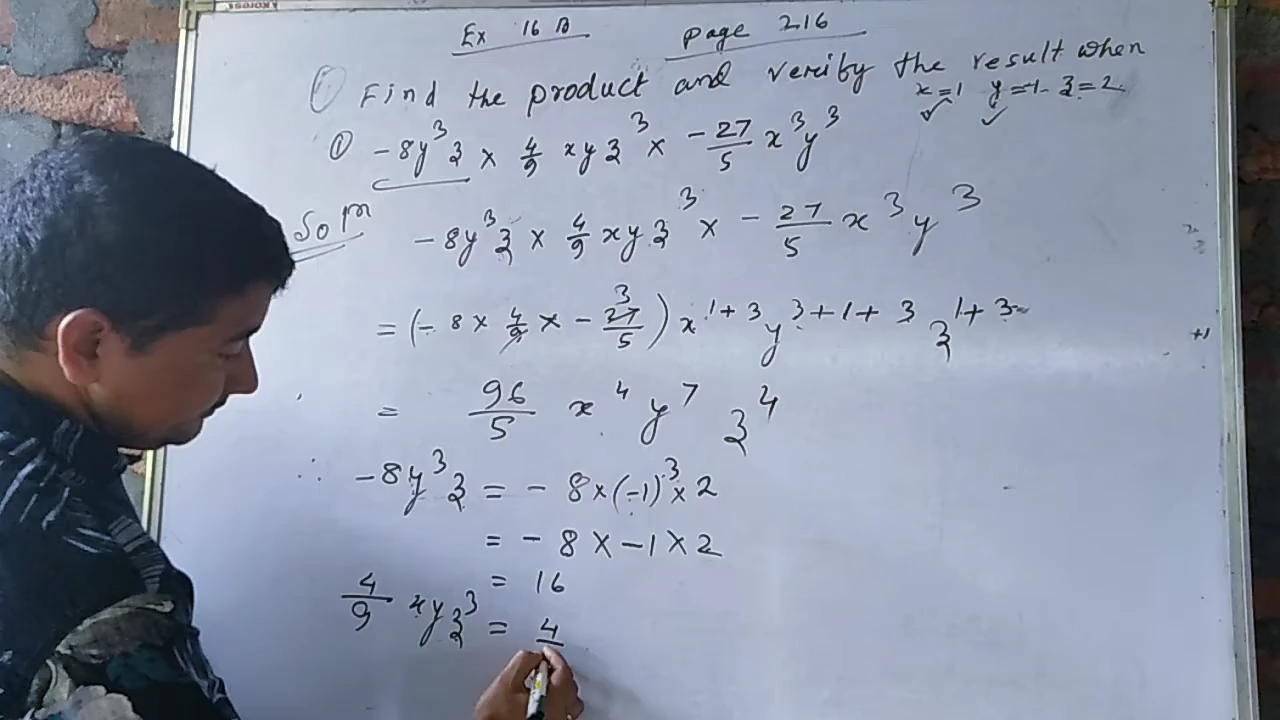 Ex 16 B page 216
① Find the product and verify the result when x=1 y=-1 z=2
① -8y³z × 4/9 xyz³ × -27/5 x³y³
Soln
-8y³z × 4/9 xyz³ × -27/5 x³y³
= (-8 × 4/9 × -27/5) 3 x¹⁺³ y³⁺¹⁺³ z¹⁺³
+1
= 96/5 x⁴ y⁷ z⁴
∴ -8y³z = -8×(-1)³×2
= -8×-1×2
= 16
4/9 xyz³ = 4